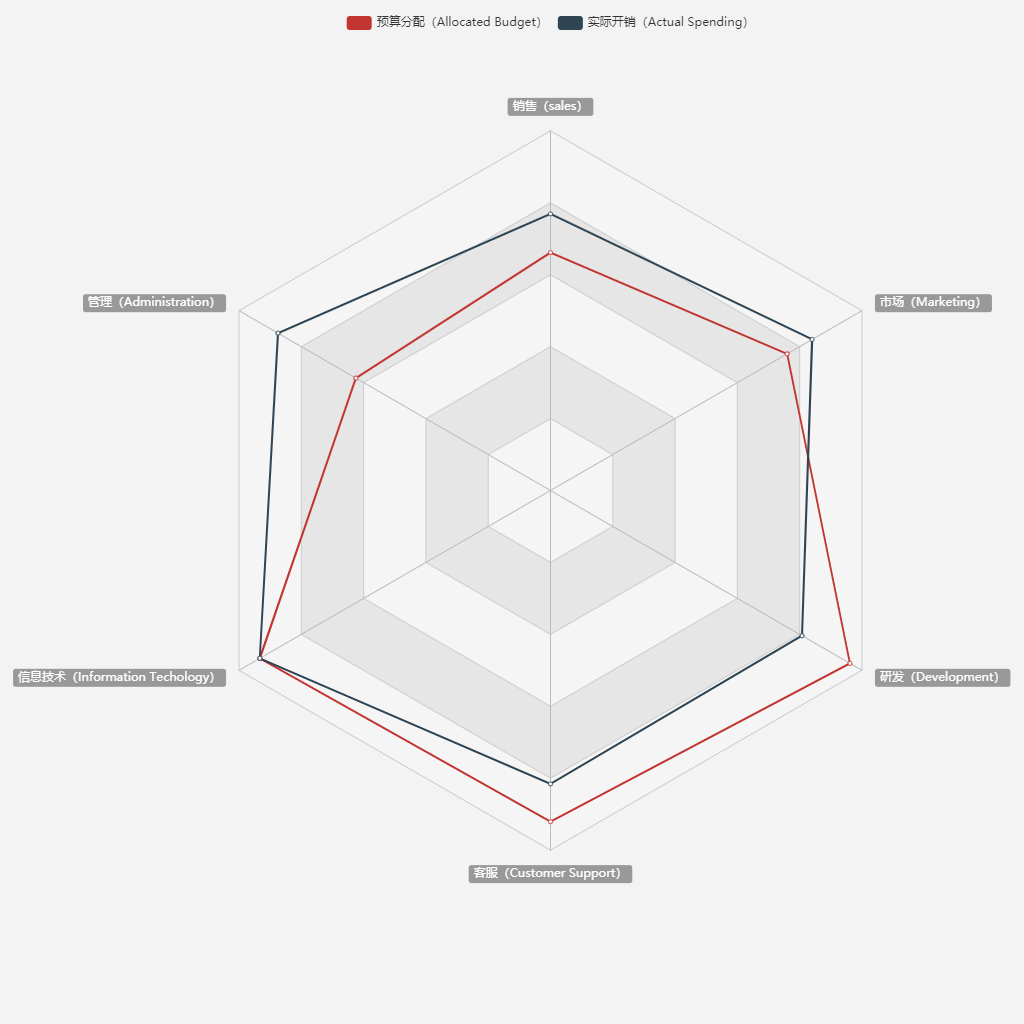 预算分配（Allocated Budget）
实际开销（Actual Spending）
销售（sales）
管理（Administration）
市场（Marketing）
信息技术（Information Techology）
研发（Development）
客服（Customer Support）